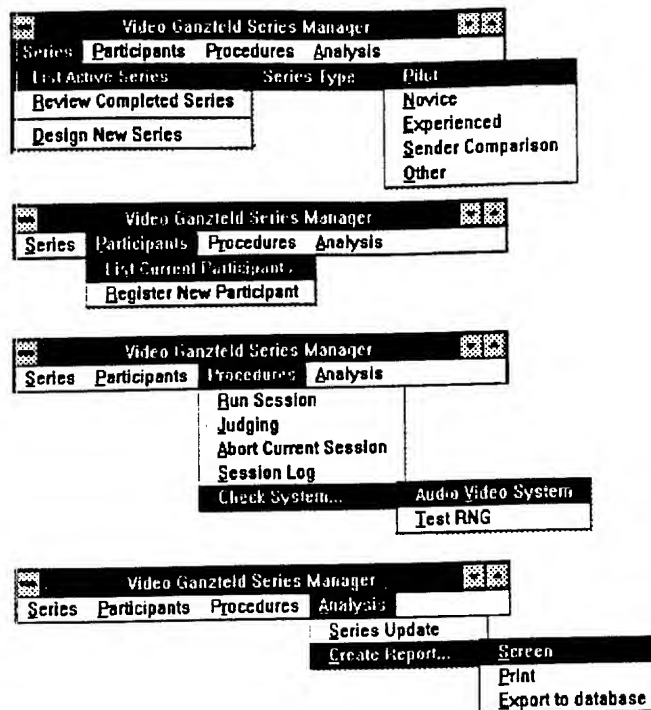 Video Ganzfeld Series Manager
Series Participants Procedures Analysis
List Active Series Series Type Pilot
Review Completed Series Novice
Experienced
Design New Series Sender Comparison
Other
Video Ganzfeld Series Manager
Series Participants Procedures Analysis
List Current Participants
Register New Participant
Video Ganzfeld Series Manager
Series Participants Procedures Analysis
Run Session
Judging
Abort Current Session
Session Log
Check System... Audio Video System
Test RNG
Video Ganzfeld Series Manager
Series Participants Procedures Analysis
Series Update
Create Report... Screen
Print
Export to database